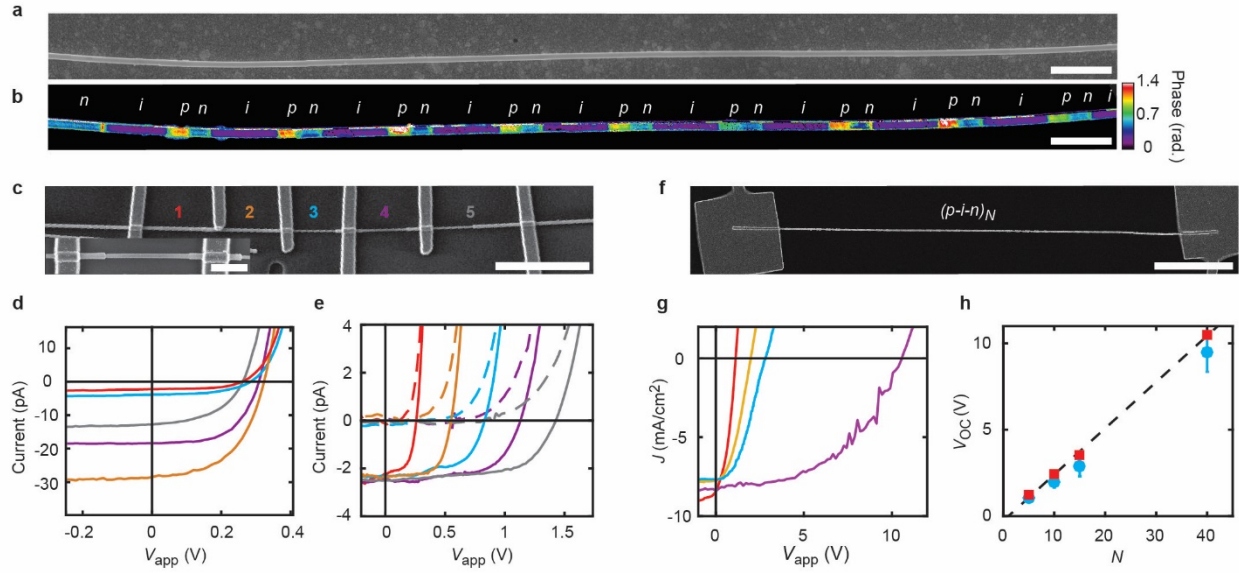 a
b
n i p n i p n i p n i p n i p n i p n i p n i p n i p n i
1.4
0.7
0
Phase (rad.)
c
1 2 3 4 5
f
(p-i-n)N
d
10
0
-10
-20
-30
Current (pA)
-0.2 0 0.2 0.4
Vapp (V)
e
4
2
0
-2
-4
Current (pA)
0 0.5 1 1.5
Vapp (V)
g
0
-5
-10
J (mA/cm2)
0 5 10
Vapp (V)
h
10
5
0
VOC (V)
0 10 20 30 40
N